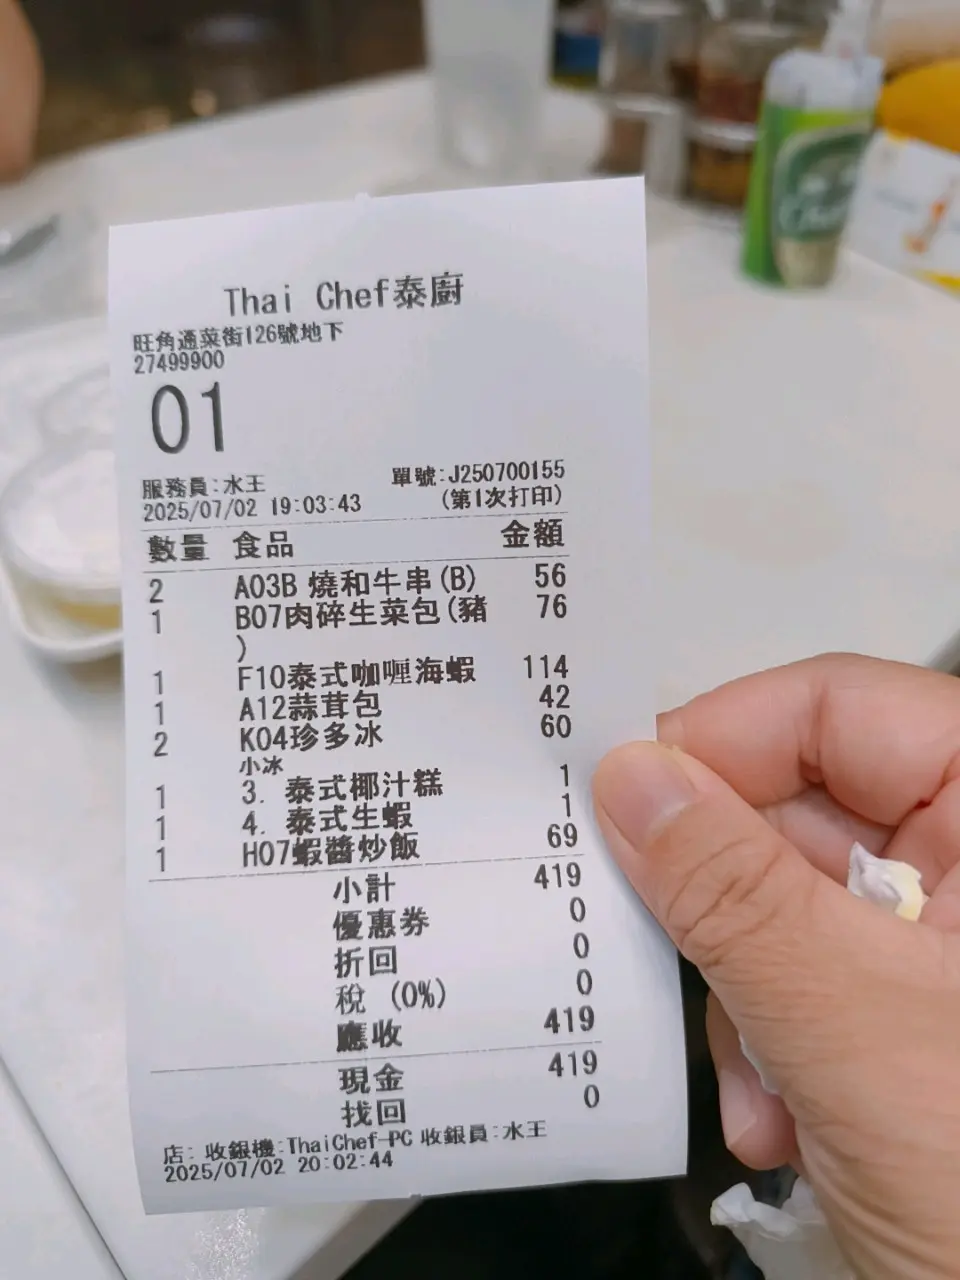 Thai Chef泰廚
旺角通菜街126號地下
27499900
01
服務員:水王 單號:J250700155
2025/07/02 19:03:43 (第1次打印)
數量 食品 金額
2 A03B 燒和牛串(B) 56
1 B07肉碎生菜包(豬 76
)
1 F10泰式咖喱海蝦 114
1 A12蒜茸包 42
2 K04珍多冰 60
小冰
1 3. 泰式椰汁糕 1
1 4. 泰式生蝦 1
1 H07蝦醬炒飯 69
小計 419
優惠券 0
折回 0
稅 (0%) 0
應收 419
現金 419
找回 0
店: 收銀機:ThaiChef-PC 收銀員:水王
2025/07/02 20:02:44